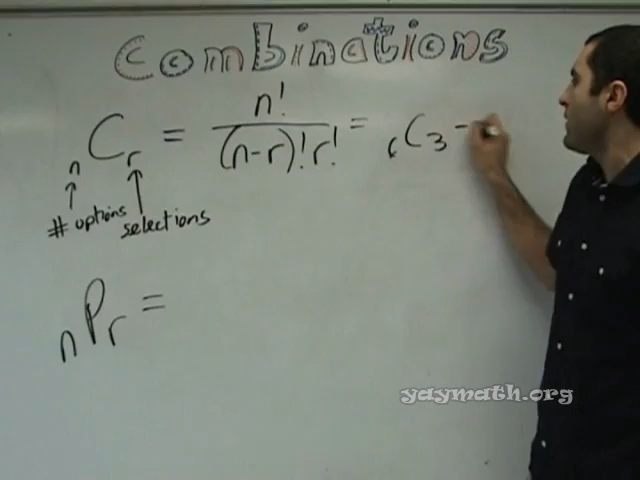 Combinations
nCr = n! / (n-r)! r! = 6C3 -
# options
selections
nPr =
yaymath.org